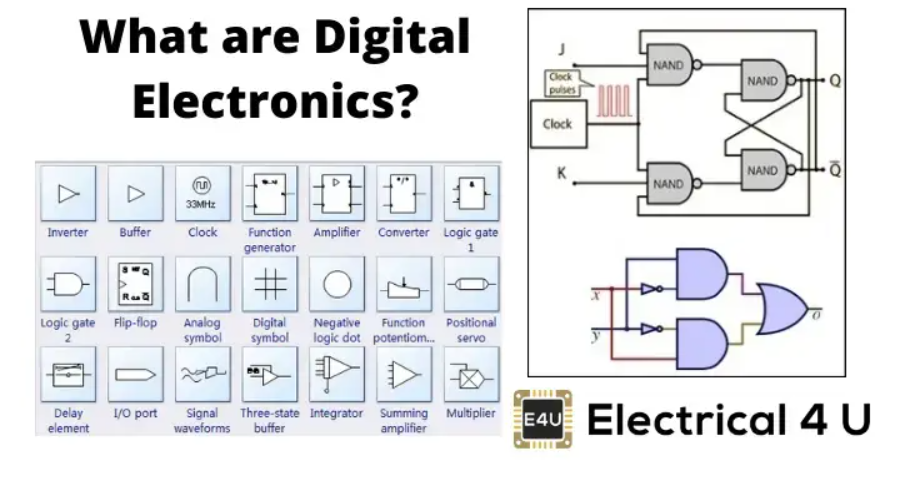 What are Digital
Electronics?
33MHz
Inverter
Buffer
Clock
Function
generator
Amplifier
Converter
Logic gate
1
Logic gate
2
Flip-flop
Analog
symbol
Digital
symbol
Negative
logic dot
Function
potentiom...
Positional
servo
Delay
element
I/O port
Signal
waveforms
Three-state
buffer
Integrator
Summing
amplifier
Multiplier
J
Clock
pulses
Clock
K
NAND
NAND
NAND
NAND
Q
Q̅
x
y
o
E4U
Electrical 4 U